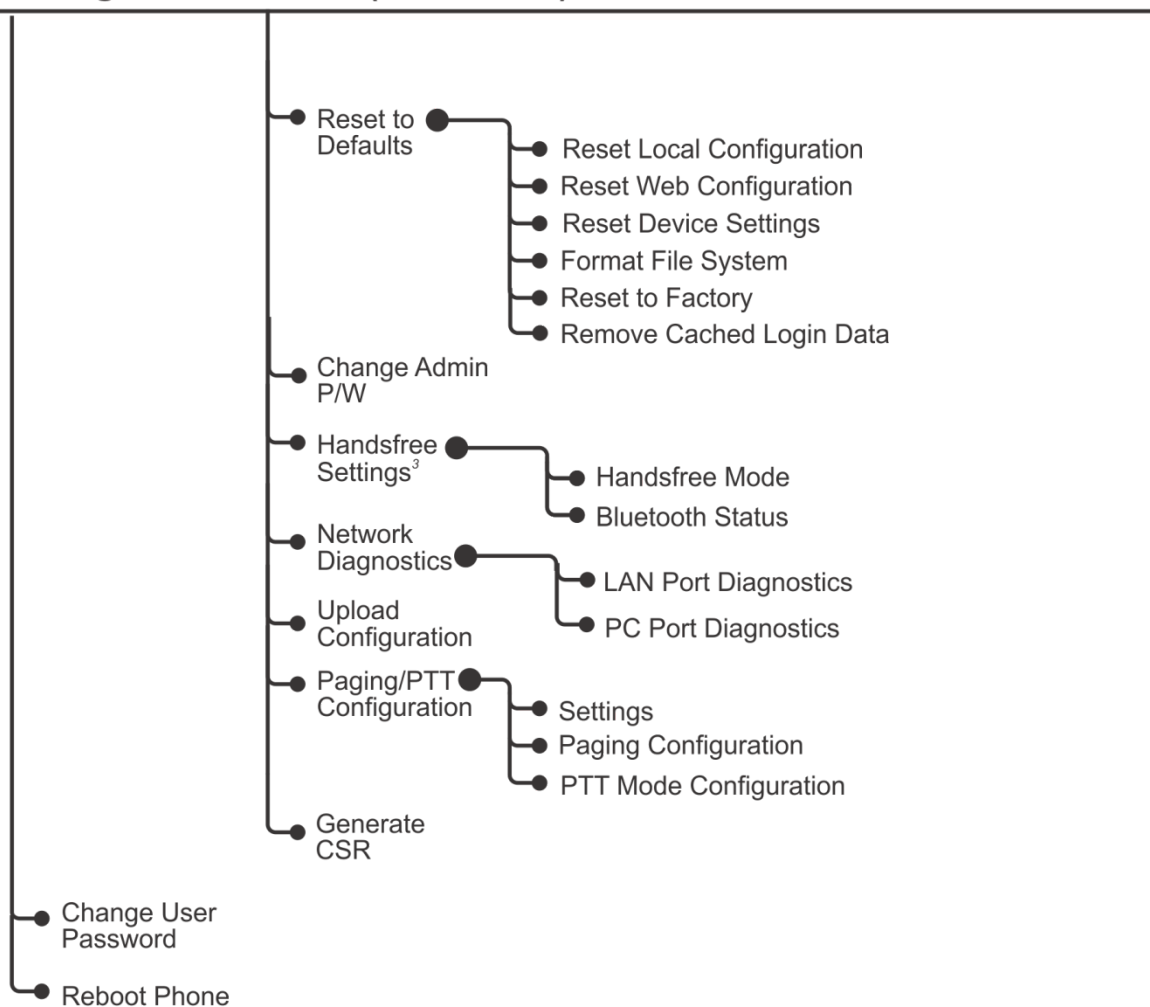 Reset to
Defaults
Reset Local Configuration
Reset Web Configuration
Reset Device Settings
Format File System
Reset to Factory
Remove Cached Login Data
Change Admin
P/W
Handsfree
Settings³
Handsfree Mode
Bluetooth Status
Network
Diagnostics
LAN Port Diagnostics
PC Port Diagnostics
Upload
Configuration
Paging/PTT
Configuration
Settings
Paging Configuration
PTT Mode Configuration
Generate
CSR
Change User
Password
Reboot Phone